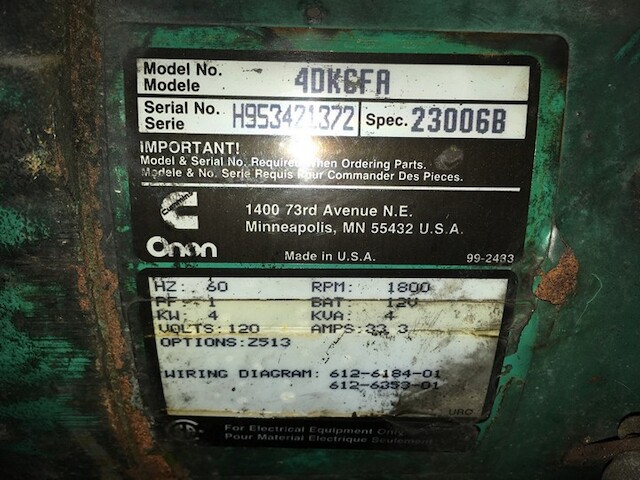 Model No.
Modele
4DKGFA
Serial No.
Serie
H953421372
Spec. 23006B
IMPORTANT!
Model & Serial No. Required When Ordering Parts.
Modele & No. Serie Requis Pour Commander Des Pieces.
Cummins
Onan
1400 73rd Avenue N.E.
Minneapolis, MN 55432 U.S.A.
Made in U.S.A.
99-2433
HZ: 60 RPM: 1800
PF: 1 BAT: 12V
KW: 4 KVA: 4
VOLTS: 120 AMPS: 33.3
OPTIONS: Z513
WIRING DIAGRAM: 612-6184-01
612-6353-01
URC
For Electrical Equipment Only
Pour Material Electrique Seulement